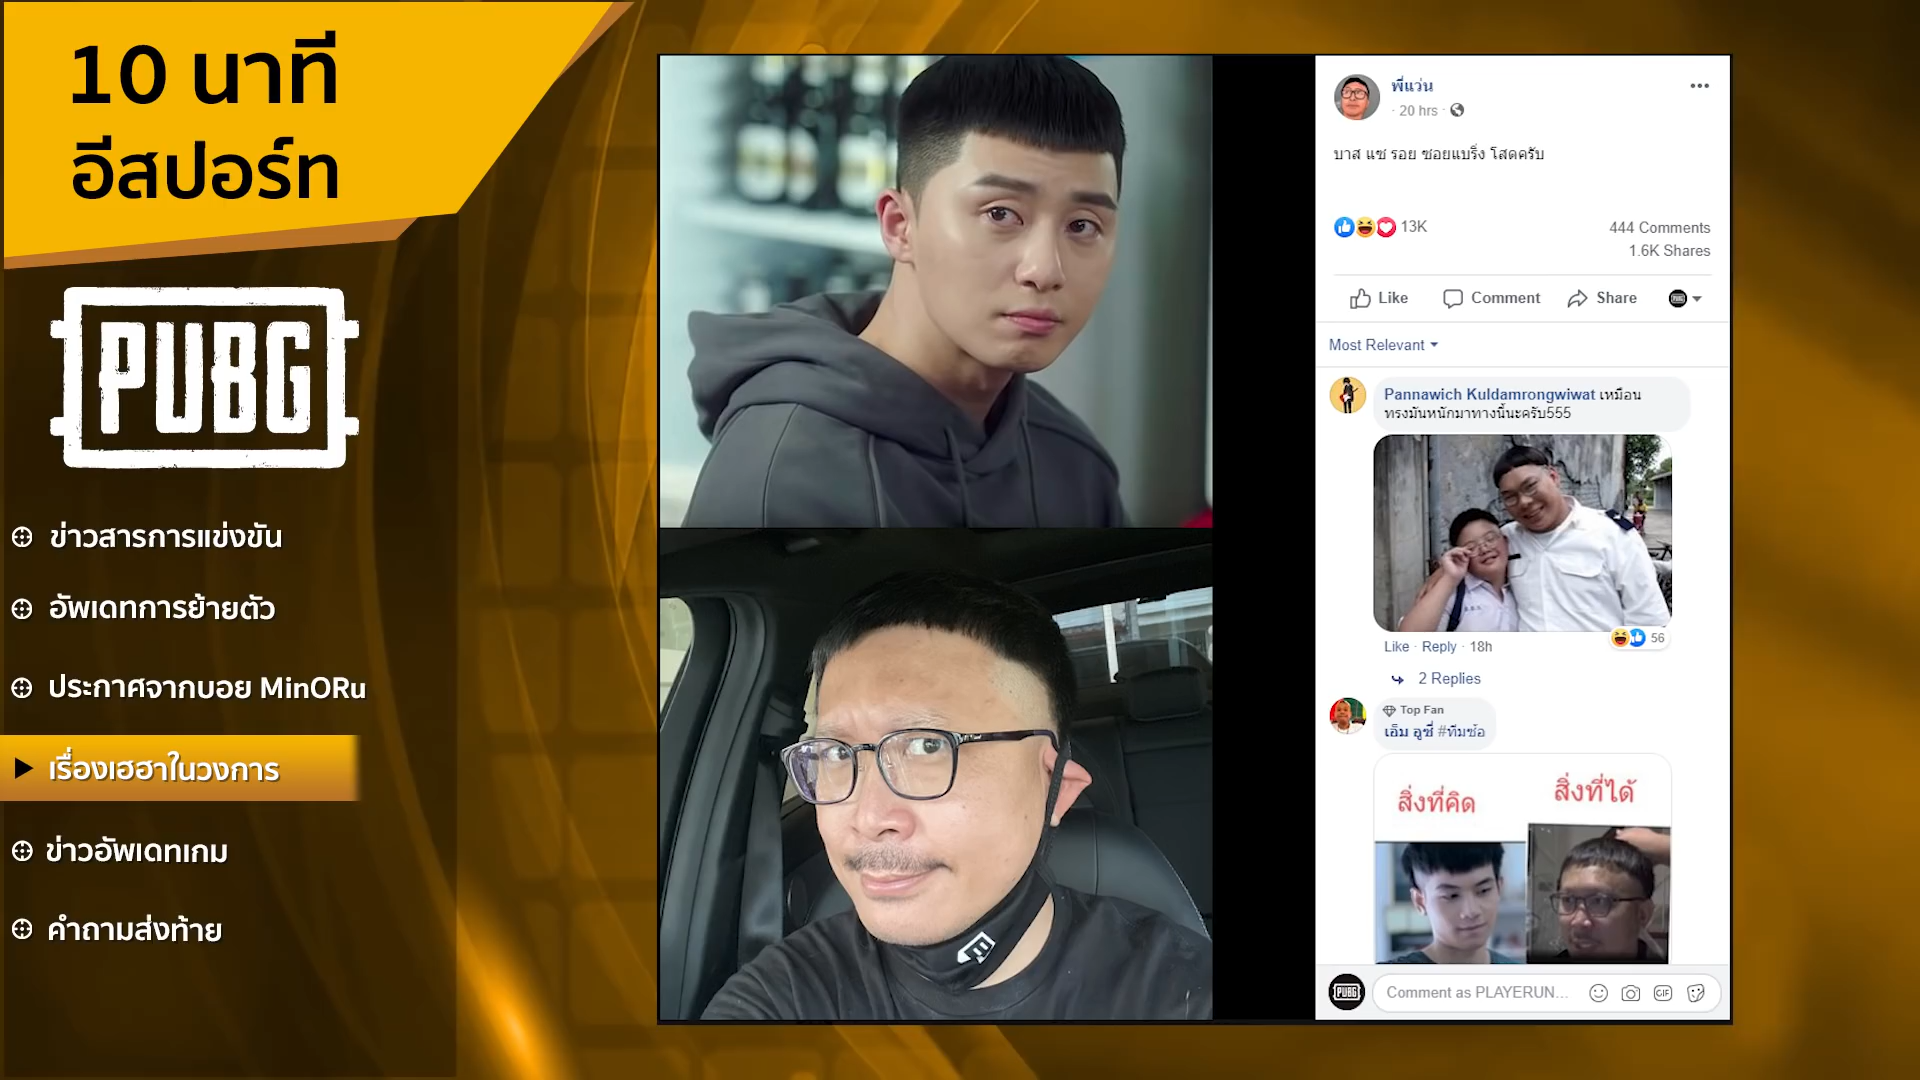 10 นาที
อีสปอร์ท
PUBG
ข่าวสารการแข่งขัน
อัพเดทการย้ายตัว
ประกาศจากบอย MinORu
เรื่องเฮฮาในวงการ
ข่าวอัพเดทเกม
คำถามส่งท้าย
พี่แว่น
· 20 hrs ·
บาส แซ รอย ซอยแบริ่ง โสดครับ
13K
444 Comments
1.6K Shares
Like Comment Share
Most Relevant
Pannawich Kuldamrongwiwat เหมือน
ทรงมันหนักมาทางนี้นะครับ555
56
Like · Reply · 18h
2 Replies
Top Fan
เอ็ม อูซี่ #ทีมซ้อ
สิ่งที่คิด
สิ่งที่ได้
PUBG
Comment as PLAYERUN...
GIF